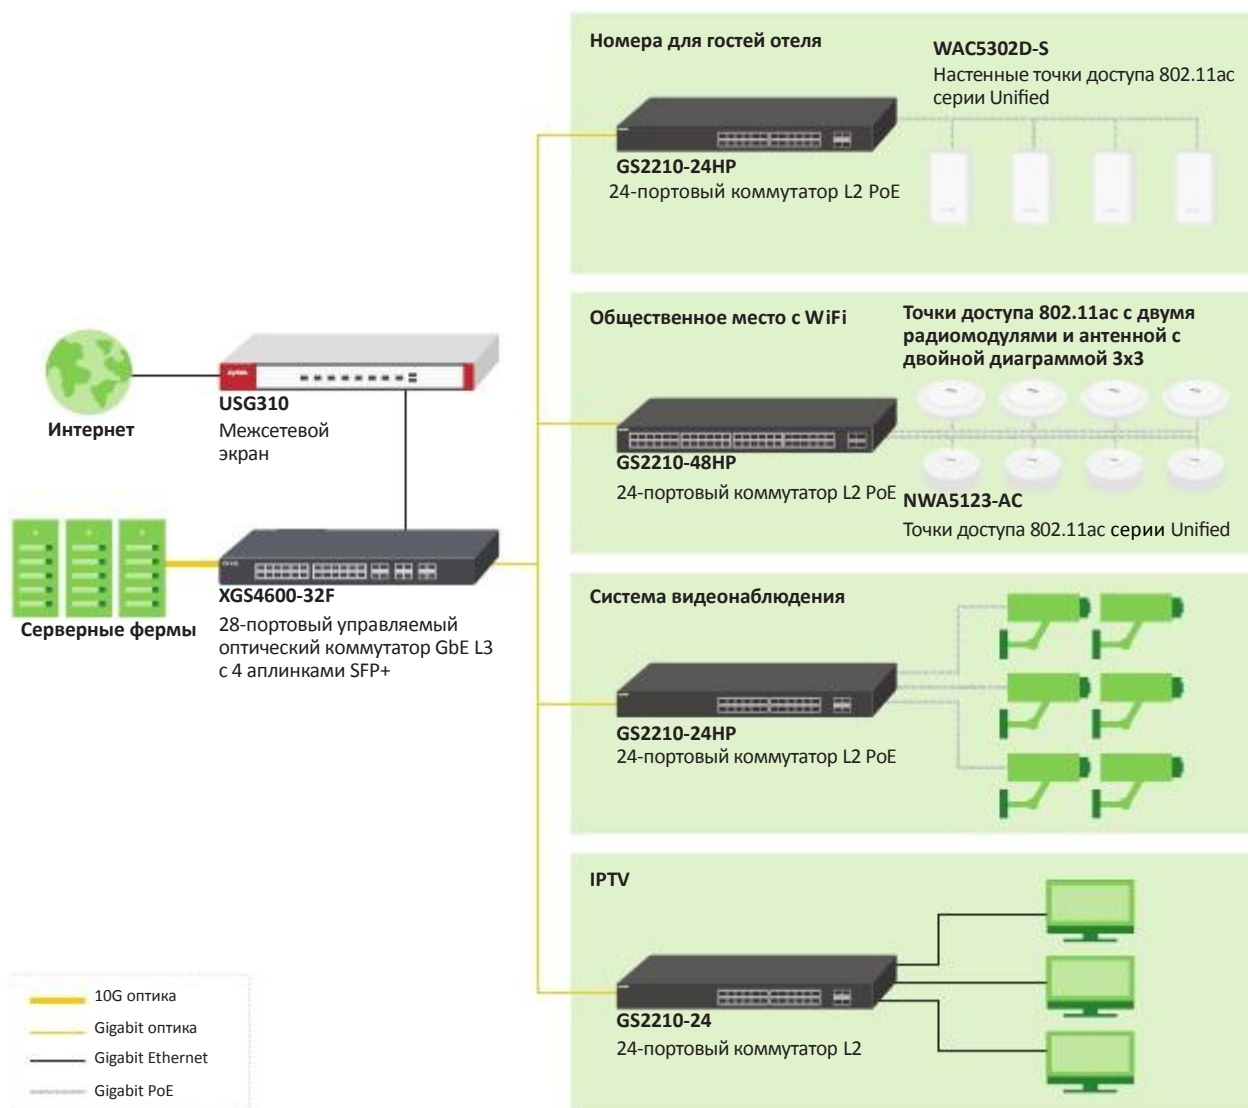 Номера для гостей отеля
WAC5302D-S
Настенные точки доступа 802.11ac
серии Unified
GS2210-24HP
24-портовый коммутатор L2 PoE
Общественное место с WiFi
Точки доступа 802.11ac с двумя
радиомодулями и антенной с
двойной диаграммой 3x3
GS2210-48HP
24-портовый коммутатор L2 PoE
NWA5123-AC
Точки доступа 802.11ac серии Unified
Интернет
USG310
Межсетевой
экран
Серверные фермы
XGS4600-32F
28-портовый управляемый
оптический коммутатор GbE L3
с 4 аплинками SFP+
Система видеонаблюдения
GS2210-24HP
24-портовый коммутатор L2 PoE
IPTV
GS2210-24
24-портовый коммутатор L2
10G оптика
Gigabit оптика
Gigabit Ethernet
Gigabit PoE